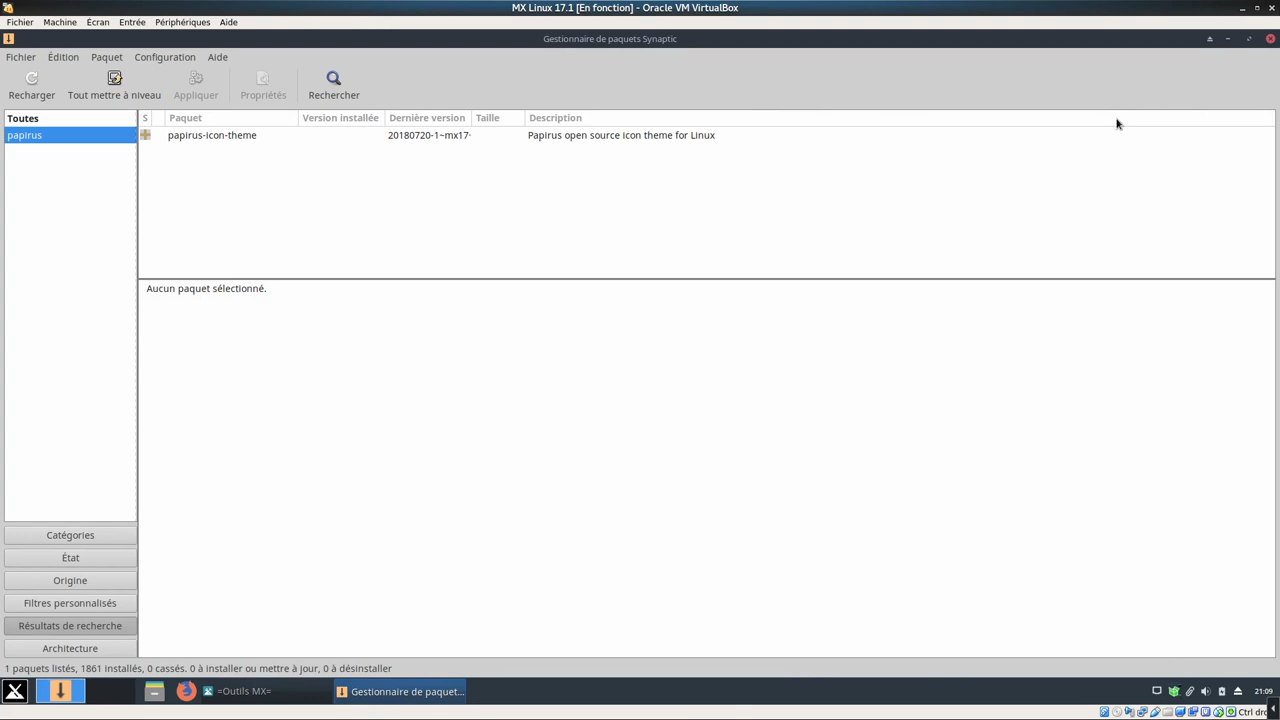 MX Linux 17.1 [En fonction] - Oracle VM VirtualBox
Fichier Machine Écran Entrée Périphériques Aide
Gestionnaire de paquets Synaptic
Fichier Édition Paquet Configuration Aide
Recharger Tout mettre à niveau Appliquer Propriétés Rechercher
Toutes
papirus
S Paquet Version installée Dernière version Taille Description
papirus-icon-theme 20180720-1~mx17- Papirus open source icon theme for Linux
Aucun paquet sélectionné.
Catégories
État
Origine
Filtres personnalisés
Résultats de recherche
Architecture
1 paquets listés, 1861 installés, 0 cassés. 0 à installer ou mettre à jour, 0 à désinstaller
=Outils MX= Gestionnaire de paquet... 21:09
Ctrl dro